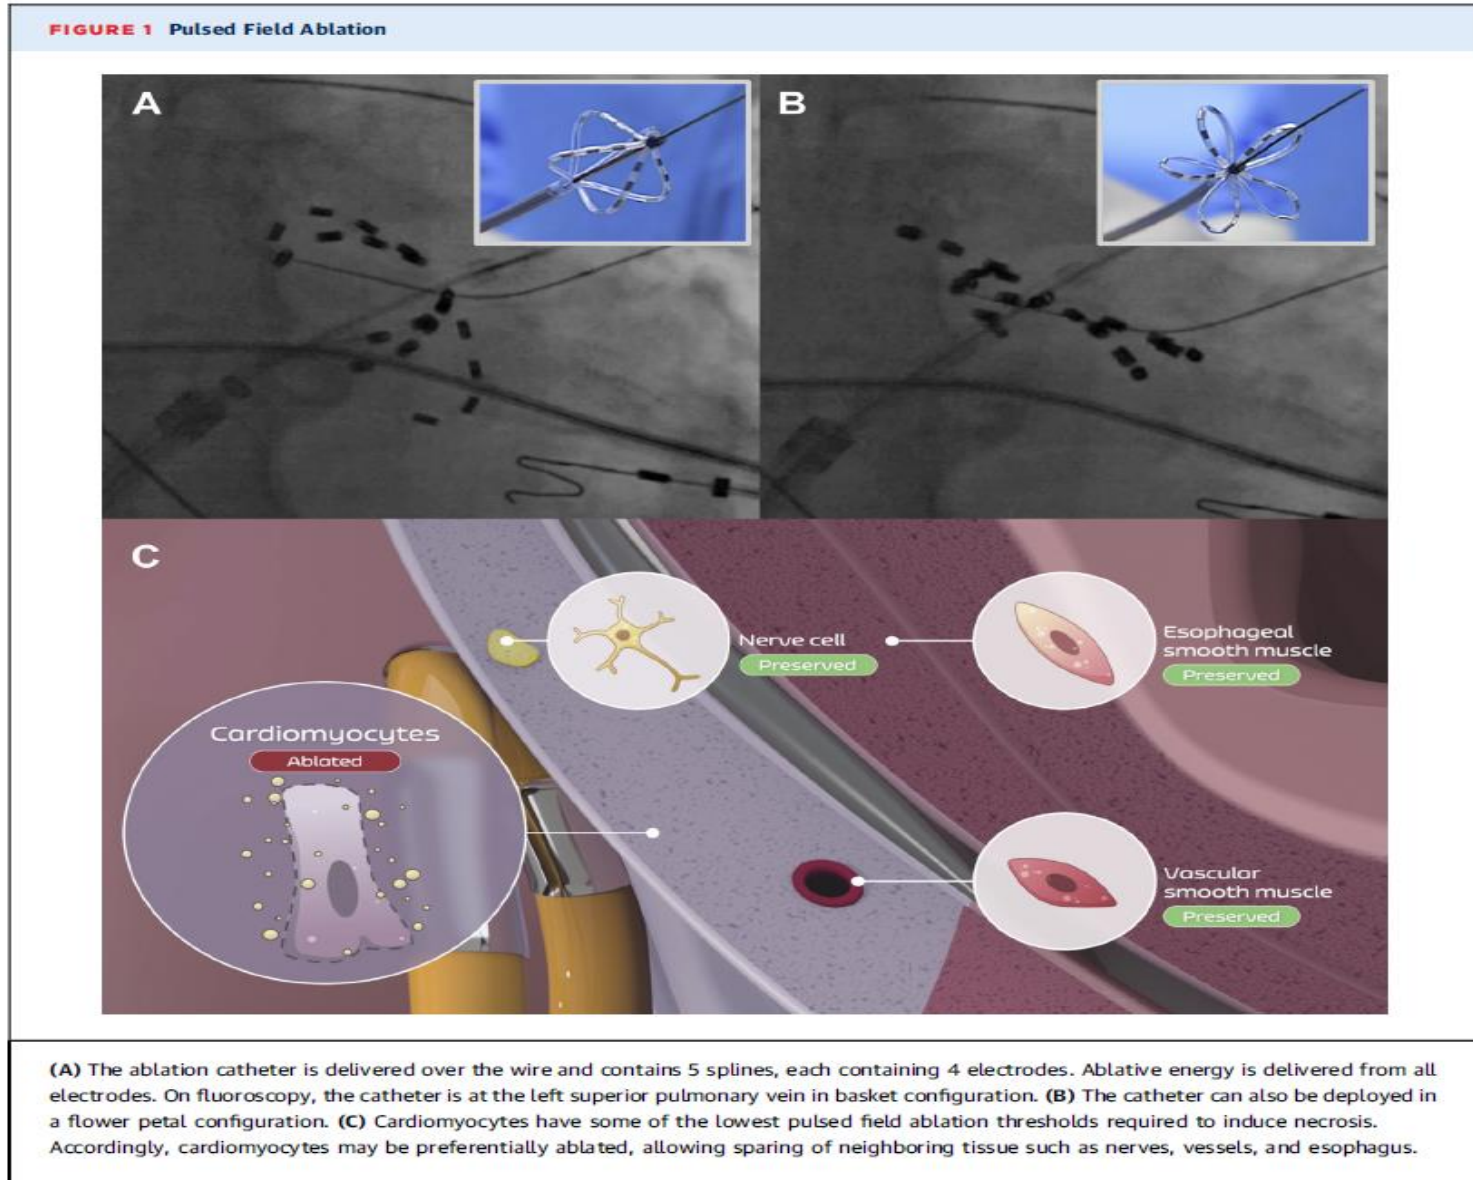 FIGURE 1 Pulsed Field Ablation
A
B
C
Nerve cell
Preserved
Esophageal
smooth muscle
Preserved
Cardiomyocytes
Ablated
Vascular
smooth muscle
Preserved
(A) The ablation catheter is delivered over the wire and contains 5 splines, each containing 4 electrodes. Ablative energy is delivered from all
electrodes. On fluoroscopy, the catheter is at the left superior pulmonary vein in basket configuration. (B) The catheter can also be deployed in
a flower petal configuration. (C) Cardiomyocytes have some of the lowest pulsed field ablation thresholds required to induce necrosis.
Accordingly, cardiomyocytes may be preferentially ablated, allowing sparing of neighboring tissue such as nerves, vessels, and esophagus.